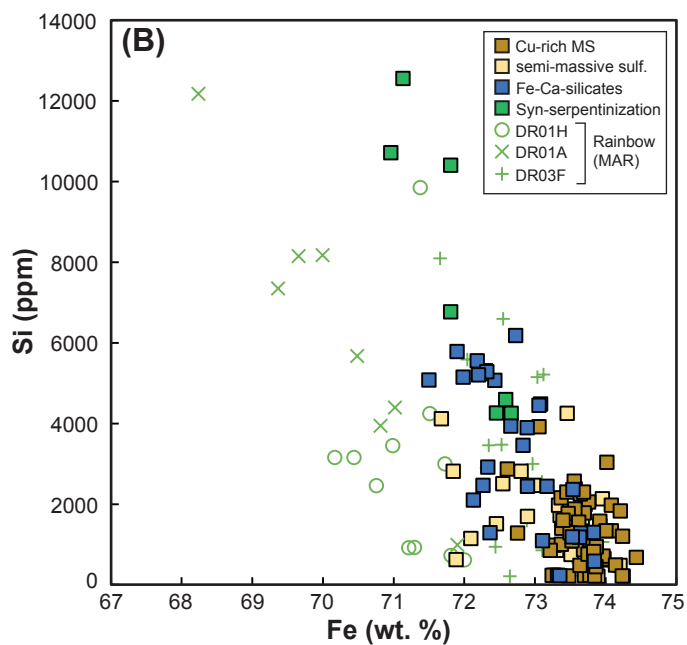 (B)
Cu-rich MS
semi-massive sulf.
Fe-Ca-silicates
Syn-serpentinization
DR01H
DR01A
DR03F
Rainbow
(MAR)
Si (ppm)
14000
12000
10000
8000
6000
4000
2000
0
67 68 69 70 71 72 73 74 75
Fe (wt. %)